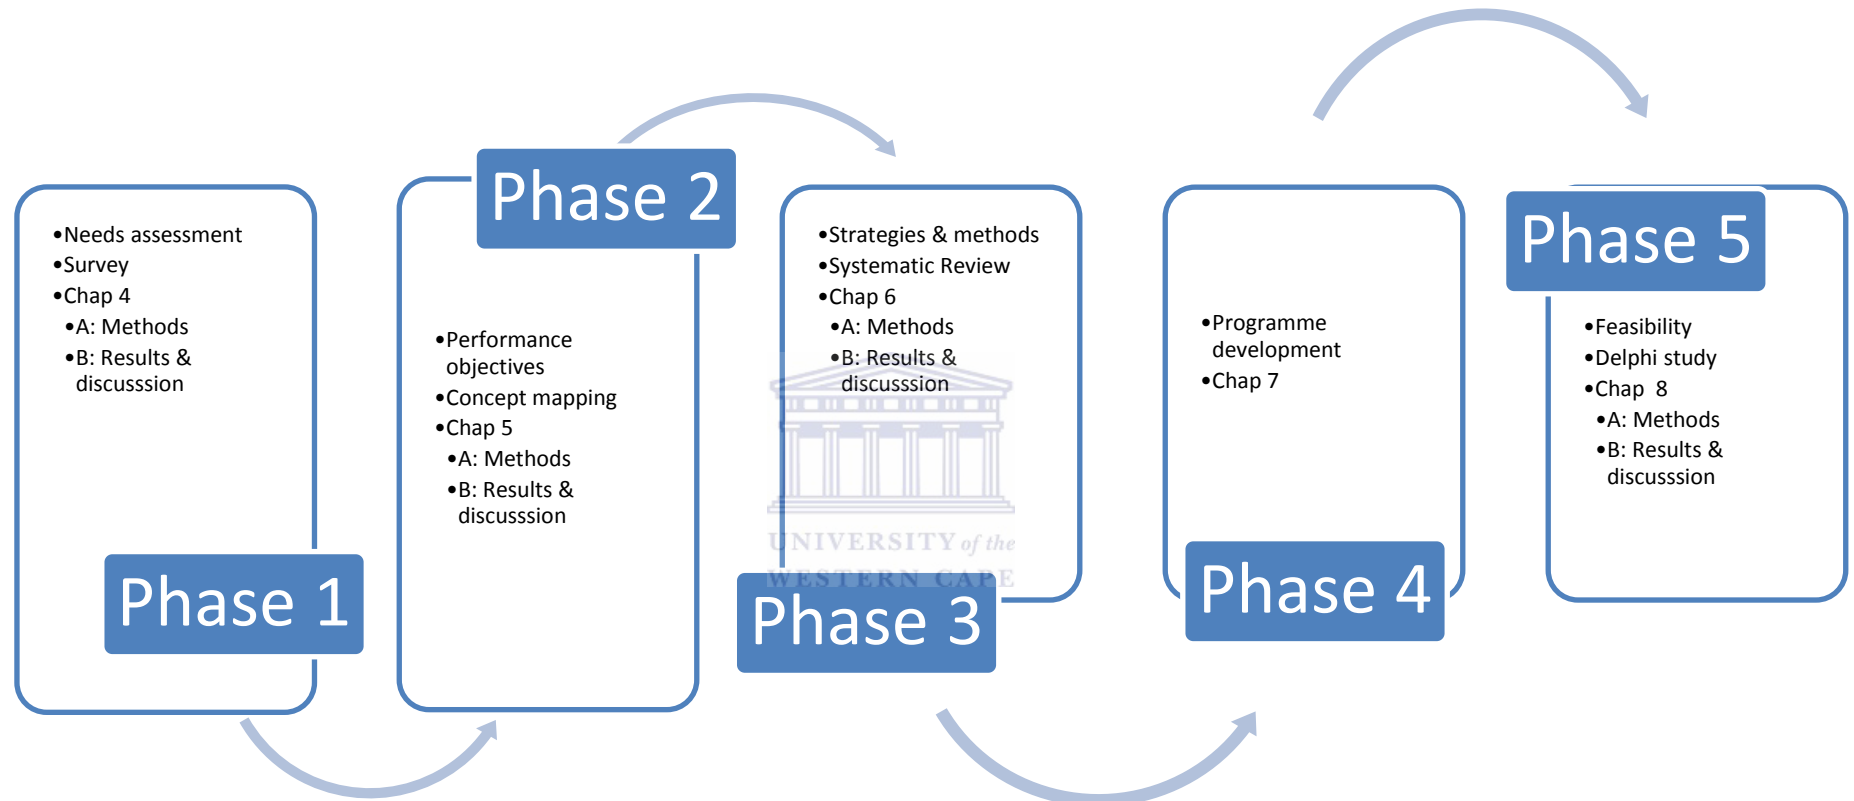 •Needs assessment
•Survey
•Chap 4
•A: Methods
•B: Results &
discusssion
Phase 1
Phase 2
•Performance
objectives
•Concept mapping
•Chap 5
•A: Methods
•B: Results &
discusssion
•Strategies & methods
•Systematic Review
•Chap 6
•A: Methods
•B: Results &
discusssion
UNIVERSITY of the
WESTERN CAPE
Phase 3
•Programme
development
•Chap 7
Phase 4
Phase 5
•Feasibility
•Delphi study
•Chap 8
•A: Methods
•B: Results &
discusssion